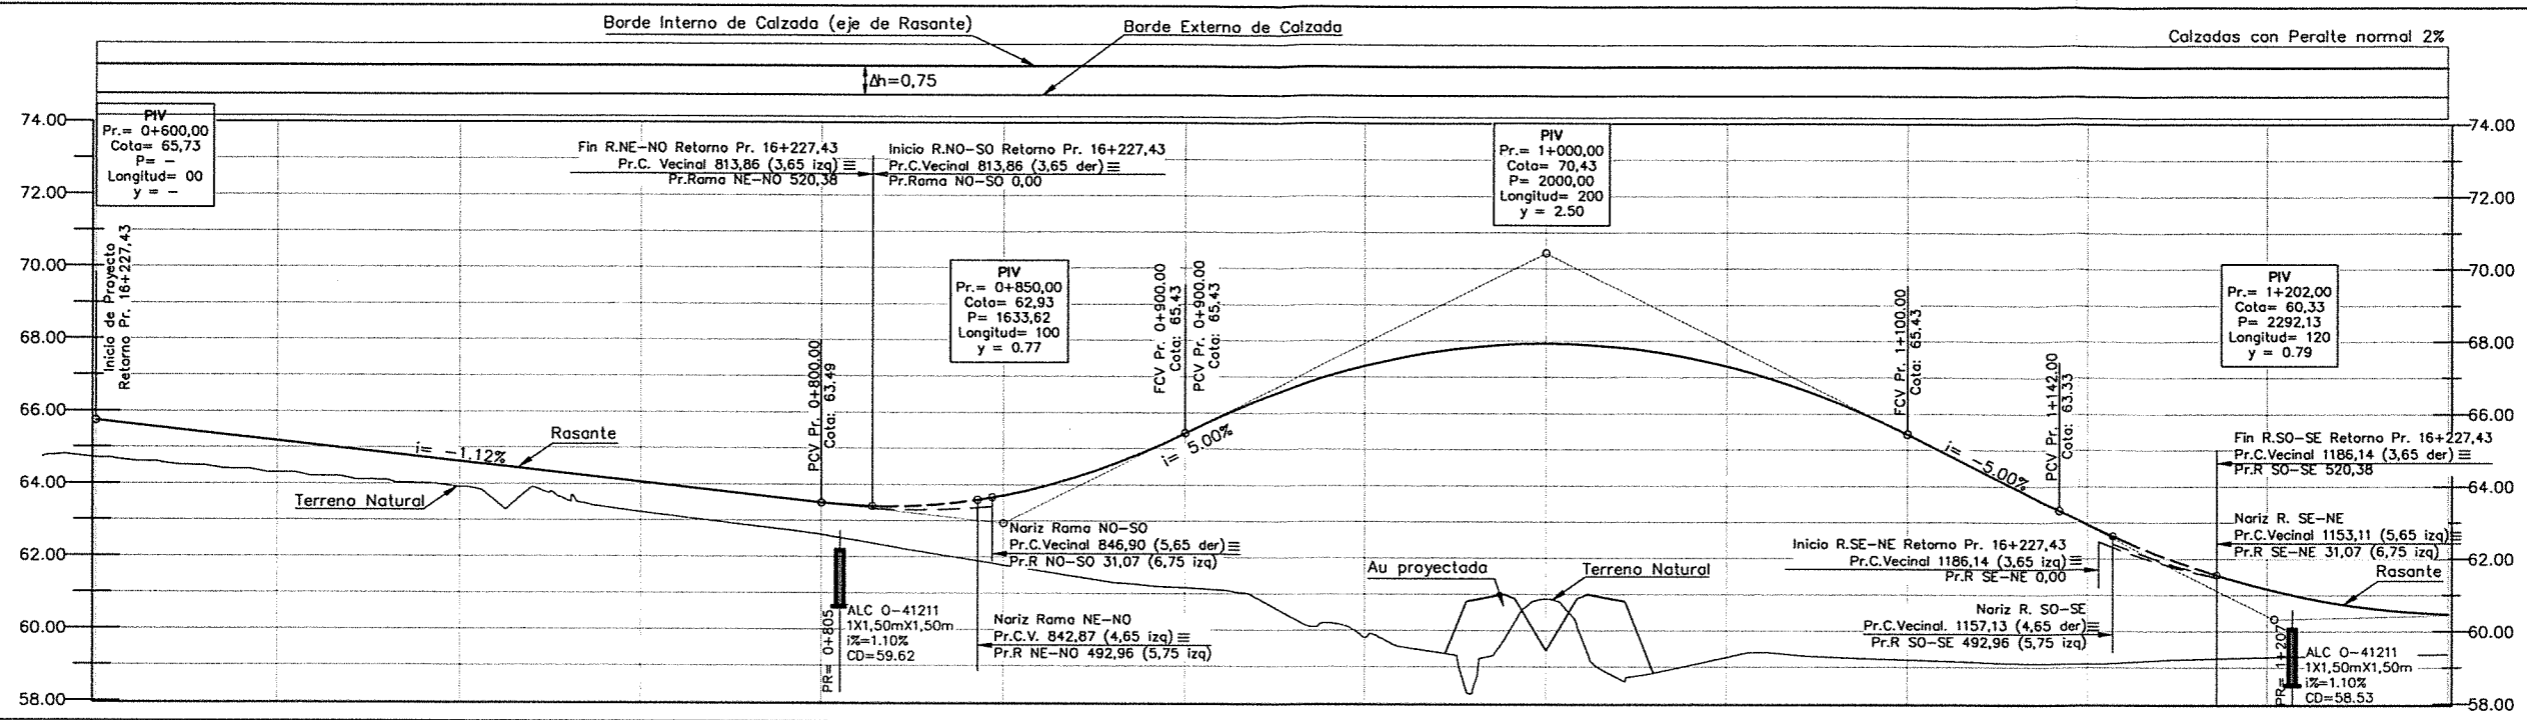 Borde Interno de Calzada (eje de Rasante)
Borde Externo de Calzada
Calzadas con Peralte normal 2%
Δh=0,75
74.00
72.00
70.00
68.00
66.00
64.00
62.00
60.00
58.00
PIV
Pr.= 0+600,00
Cota= 65,73
P= –
Longitud= 00
y = –
Inicio de Proyecto
Retorno Pr. 16+227,43
i= -1.12%
Rasante
Terreno Natural
Fin R.NE-NO Retorno Pr. 16+227,43
Pr.C. Vecinal 813,86 (3,65 izq) ≡
Pr.Rama NE-NO 520,38
Inicio R.NO-SO Retorno Pr. 16+227,43
Pr.C.Vecinal 813,86 (3,65 der) ≡
Pr.Rama NO-SO 0,00
PCV Pr. 0+800,00
Cota: 63.49
PR= 0+805
ALC O-41211
1X1,50mX1,50m
i%=1.10%
CD=59.62
PIV
Pr.= 0+850,00
Cota= 62,93
P= 1633,62
Longitud= 100
y = 0.77
Nariz Rama NO-SO
Pr.C.Vecinal 846,90 (5,65 der) ≡
Pr.R NO-SO 31,07 (6,75 izq)
Nariz Rama NE-NO
Pr.C.V. 842,87 (4,65 izq) ≡
Pr.R NE-NO 492,96 (5,75 izq)
FCV Pr. 0+900.00
Cota: 65.43
PCV Pr. 0+900.00
Cota: 65.43
i= 5.00%
PIV
Pr.= 1+000,00
Cota= 70,43
P= 2000,00
Longitud= 200
y = 2.50
Au proyectada
Terreno Natural
FCV Pr. 1+100.00
Cota: 65.43
i= -5.00%
PCV Pr. 1+142.00
Cota: 63.33
Inicio R.SE-NE Retorno Pr. 16+227,43
Pr.C.Vecinal 1186,14 (3,65 izq) ≡
Pr.R SE-NE 0,00
Nariz R. SO-SE
Pr.C.Vecinal. 1157,13 (4,65 der) ≡
Pr.R SO-SE 492,96 (5,75 izq)
PIV
Pr.= 1+202,00
Cota= 60,33
P= 2292,13
Longitud= 120
y = 0.79
Fin R.SO-SE Retorno Pr. 16+227,43
Pr.C.Vecinal 1186,14 (3,65 der) ≡
Pr.R SO-SE 520,38
Nariz R. SE-NE
Pr.C.Vecinal 1153,11 (5,65 izq) ≡
Pr.R SE-NE 31,07 (6,75 izq)
Rasante
PR= 1+207
ALC O-41211
1X1,50mX1,50m
i%=1.10%
CD=58.53
74.00
72.00
70.00
68.00
66.00
64.00
62.00
60.00
58.00